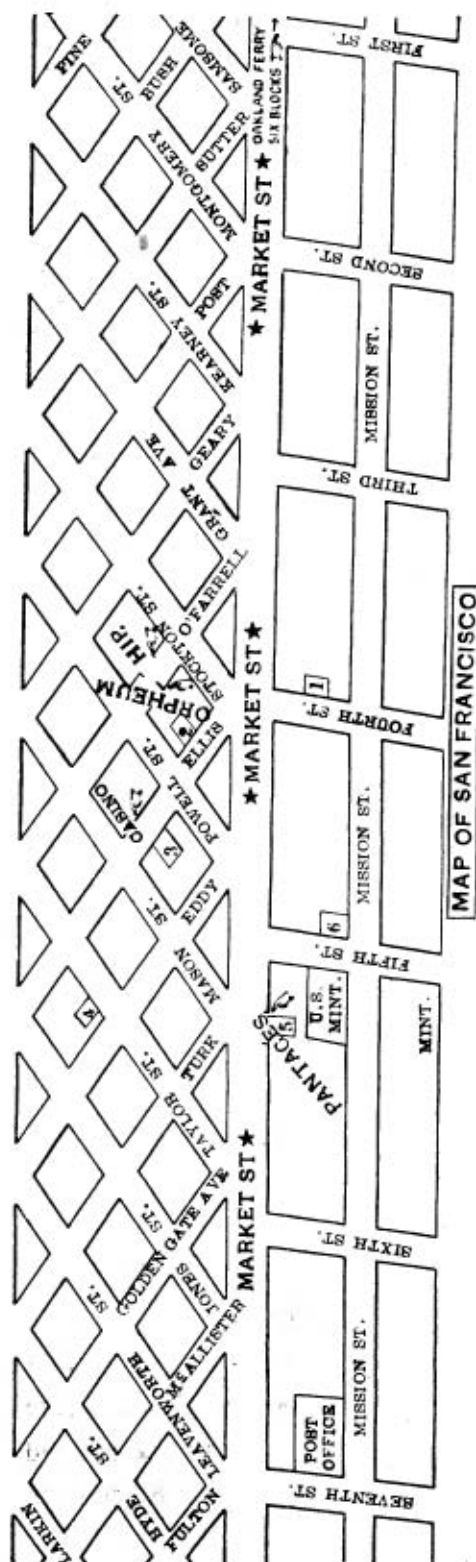 PINE
ST.
BUSH
SANSOME
SUTTER
MONTGOMERY
OAKLAND FERRY
SIX BLOCKS
FIRST ST.
★ MARKET ST ★
SECOND ST.
POST
KEARNEY ST.
MISSION ST.
GEARY
GRANT AVE
THIRD ST.
O'FARRELL
STOCKTON ST.
HIP.
ORPHEUM
ELLIS
★ MARKET ST ★
1
FOURTH ST.
POWELL ST.
CASINO
2
EDDY
MISSION ST.
6
FIFTH ST.
MASON ST.
4
TURK
PANTAGES
5
U.S. MINT.
MINT.
TAYLOR ST.
GOLDEN GATE AVE
MARKET ST ★
SIXTH ST.
JONES ST.
McALLISTER
LEAVENWORTH ST.
MISSION ST.
POST OFFICE
HYDE
FULTON
SEVENTH ST.
LARKIN
MAP OF SAN FRANCISCO